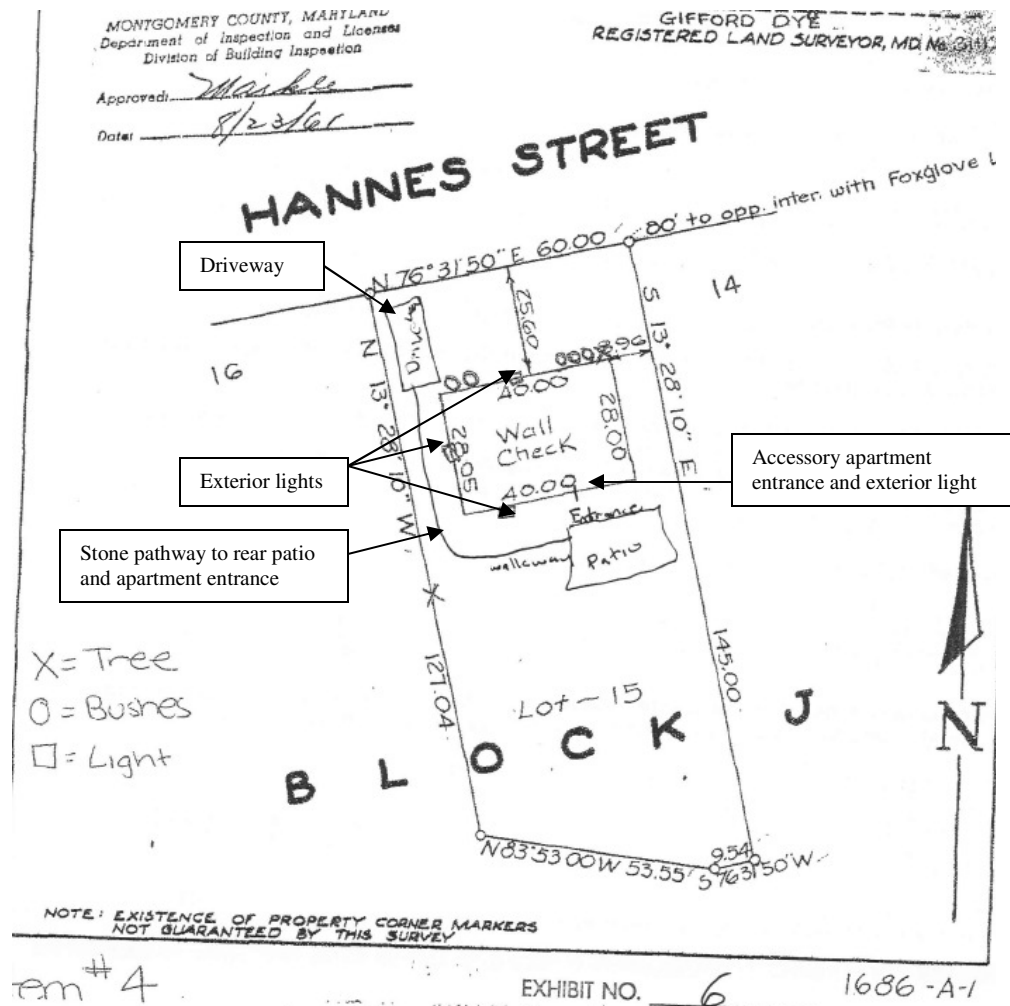 MONTGOMERY COUNTY, MARYLAND
Department of Inspection and Licenses
Division of Building Inspection
Approved:
Date: 8/23/61
GIFFORD DYE
REGISTERED LAND SURVEYOR, MD. No.
HANNES STREET
80' to opp. inter. with Foxglove L
N 76° 31' 50" E 60.00'
Driveway
Driveway
25.60
S 13° 28' 10" E
14
16
N 13° 28' 10" W
8.96
40.00
Wall
Check
28.05
28.00
40.00
Exterior lights
Accessory apartment
entrance and exterior light
Entrance
Stone pathway to rear patio
and apartment entrance
walkway
Patio
X = Tree
O = Bushes
□ = Light
127.04
145.00
Lot - 15
BLOCK J
N
N 83° 53' 00 W 53.55'
9.54
S 76 31' 50" W
NOTE: EXISTENCE OF PROPERTY CORNER MARKERS
NOT GUARANTEED BY THIS SURVEY
em #4
EXHIBIT NO. 6
1686-A-1